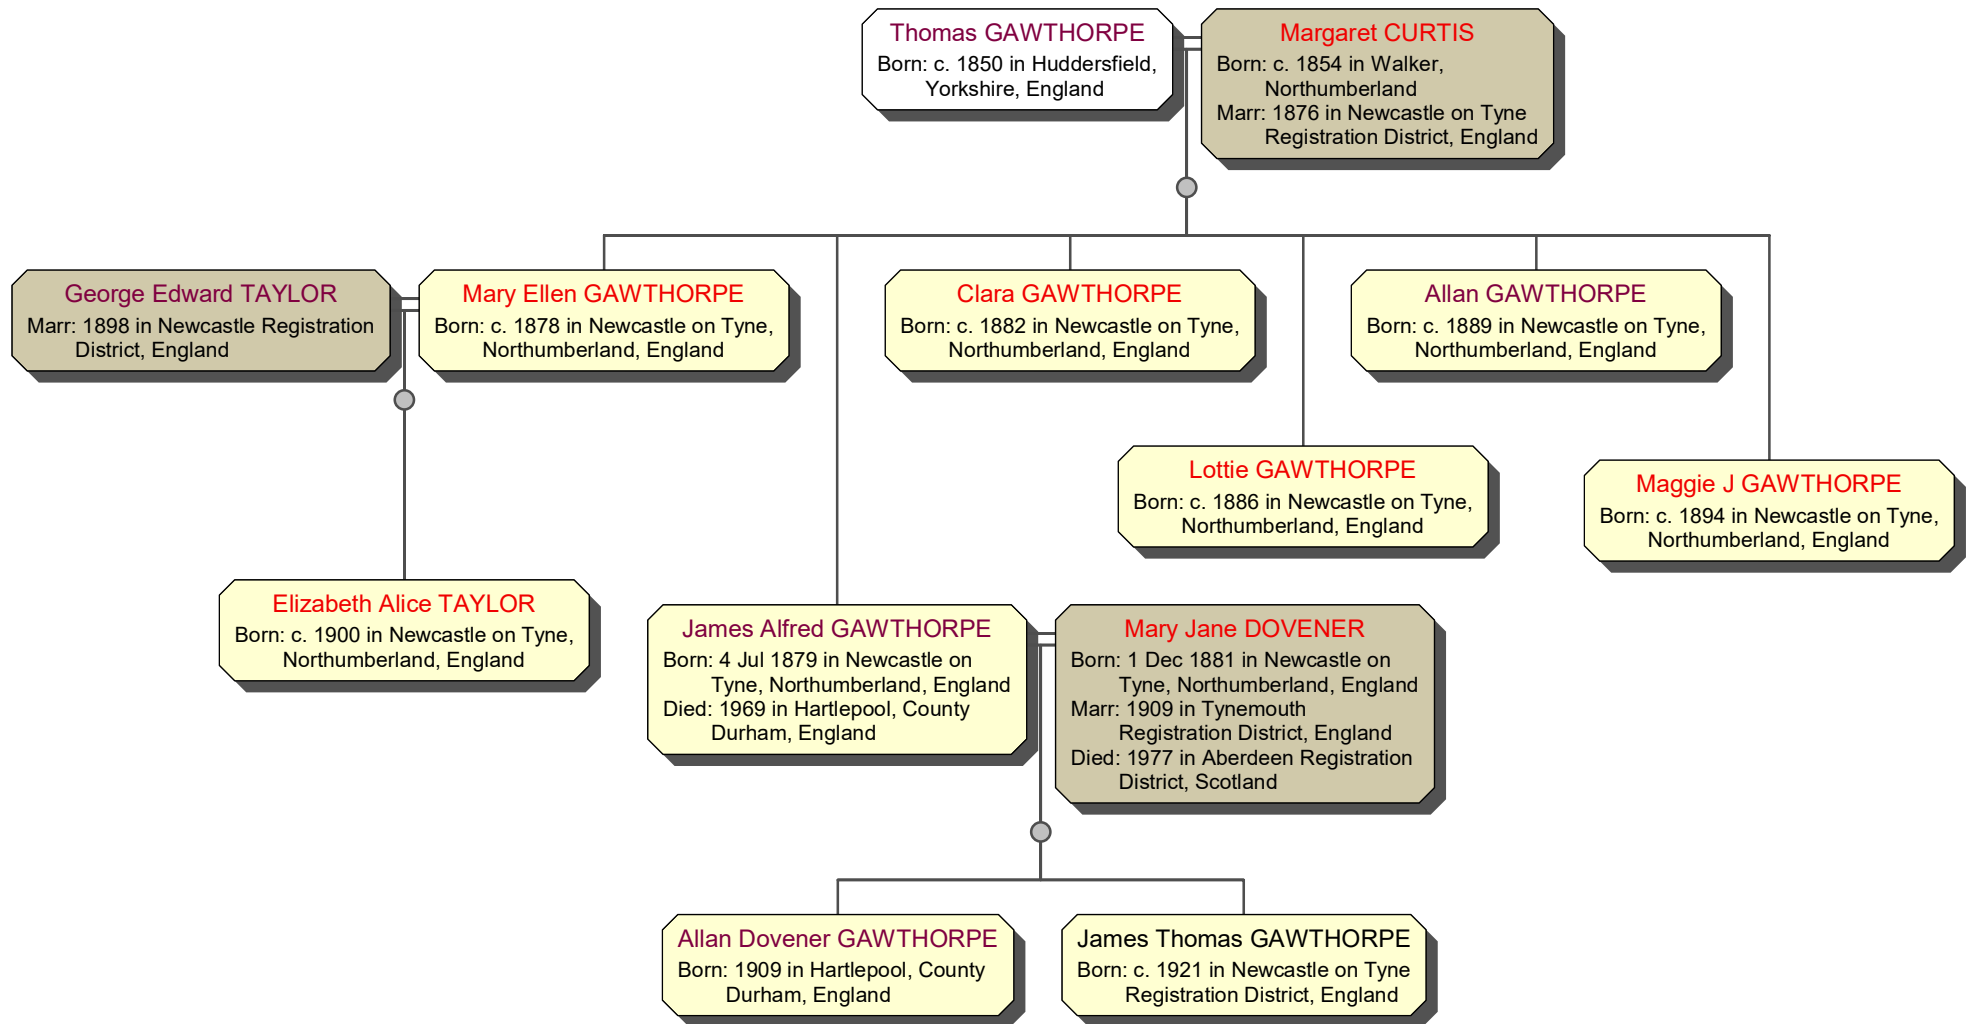 Thomas GAWTHORPE
Born: c. 1850 in Huddersfield,
Yorkshire, England
Margaret CURTIS
Born: c. 1854 in Walker,
Northumberland
Marr: 1876 in Newcastle on Tyne
Registration District, England
George Edward TAYLOR
Marr: 1898 in Newcastle Registration
District, England
Mary Ellen GAWTHORPE
Born: c. 1878 in Newcastle on Tyne,
Northumberland, England
Clara GAWTHORPE
Born: c. 1882 in Newcastle on Tyne,
Northumberland, England
Allan GAWTHORPE
Born: c. 1889 in Newcastle on Tyne,
Northumberland, England
Lottie GAWTHORPE
Born: c. 1886 in Newcastle on Tyne,
Northumberland, England
Maggie J GAWTHORPE
Born: c. 1894 in Newcastle on Tyne,
Northumberland, England
Elizabeth Alice TAYLOR
Born: c. 1900 in Newcastle on Tyne,
Northumberland, England
James Alfred GAWTHORPE
Born: 4 Jul 1879 in Newcastle on
Tyne, Northumberland, England
Died: 1969 in Hartlepool, County
Durham, England
Mary Jane DOVENER
Born: 1 Dec 1881 in Newcastle on
Tyne, Northumberland, England
Marr: 1909 in Tynemouth
Registration District, England
Died: 1977 in Aberdeen Registration
District, Scotland
Allan Dovener GAWTHORPE
Born: 1909 in Hartlepool, County
Durham, England
James Thomas GAWTHORPE
Born: c. 1921 in Newcastle on Tyne
Registration District, England